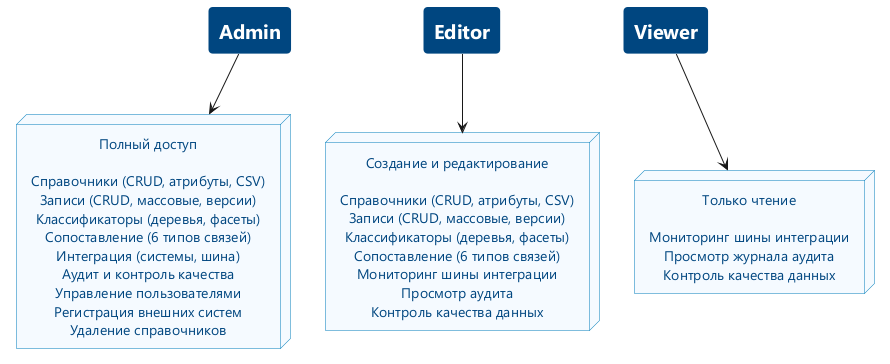 Admin
Editor
Viewer
Полный доступ
Справочники (CRUD, атрибуты, CSV)
Записи (CRUD, массовые, версии)
Классификаторы (деревья, фасеты)
Сопоставление (6 типов связей)
Интеграция (системы, шина)
Аудит и контроль качества
Управление пользователями
Регистрация внешних систем
Удаление справочников
Создание и редактирование
Справочники (CRUD, атрибуты, CSV)
Записи (CRUD, массовые, версии)
Классификаторы (деревья, фасеты)
Сопоставление (6 типов связей)
Мониторинг шины интеграции
Просмотр аудита
Контроль качества данных
Только чтение
Мониторинг шины интеграции
Просмотр журнала аудита
Контроль качества данных